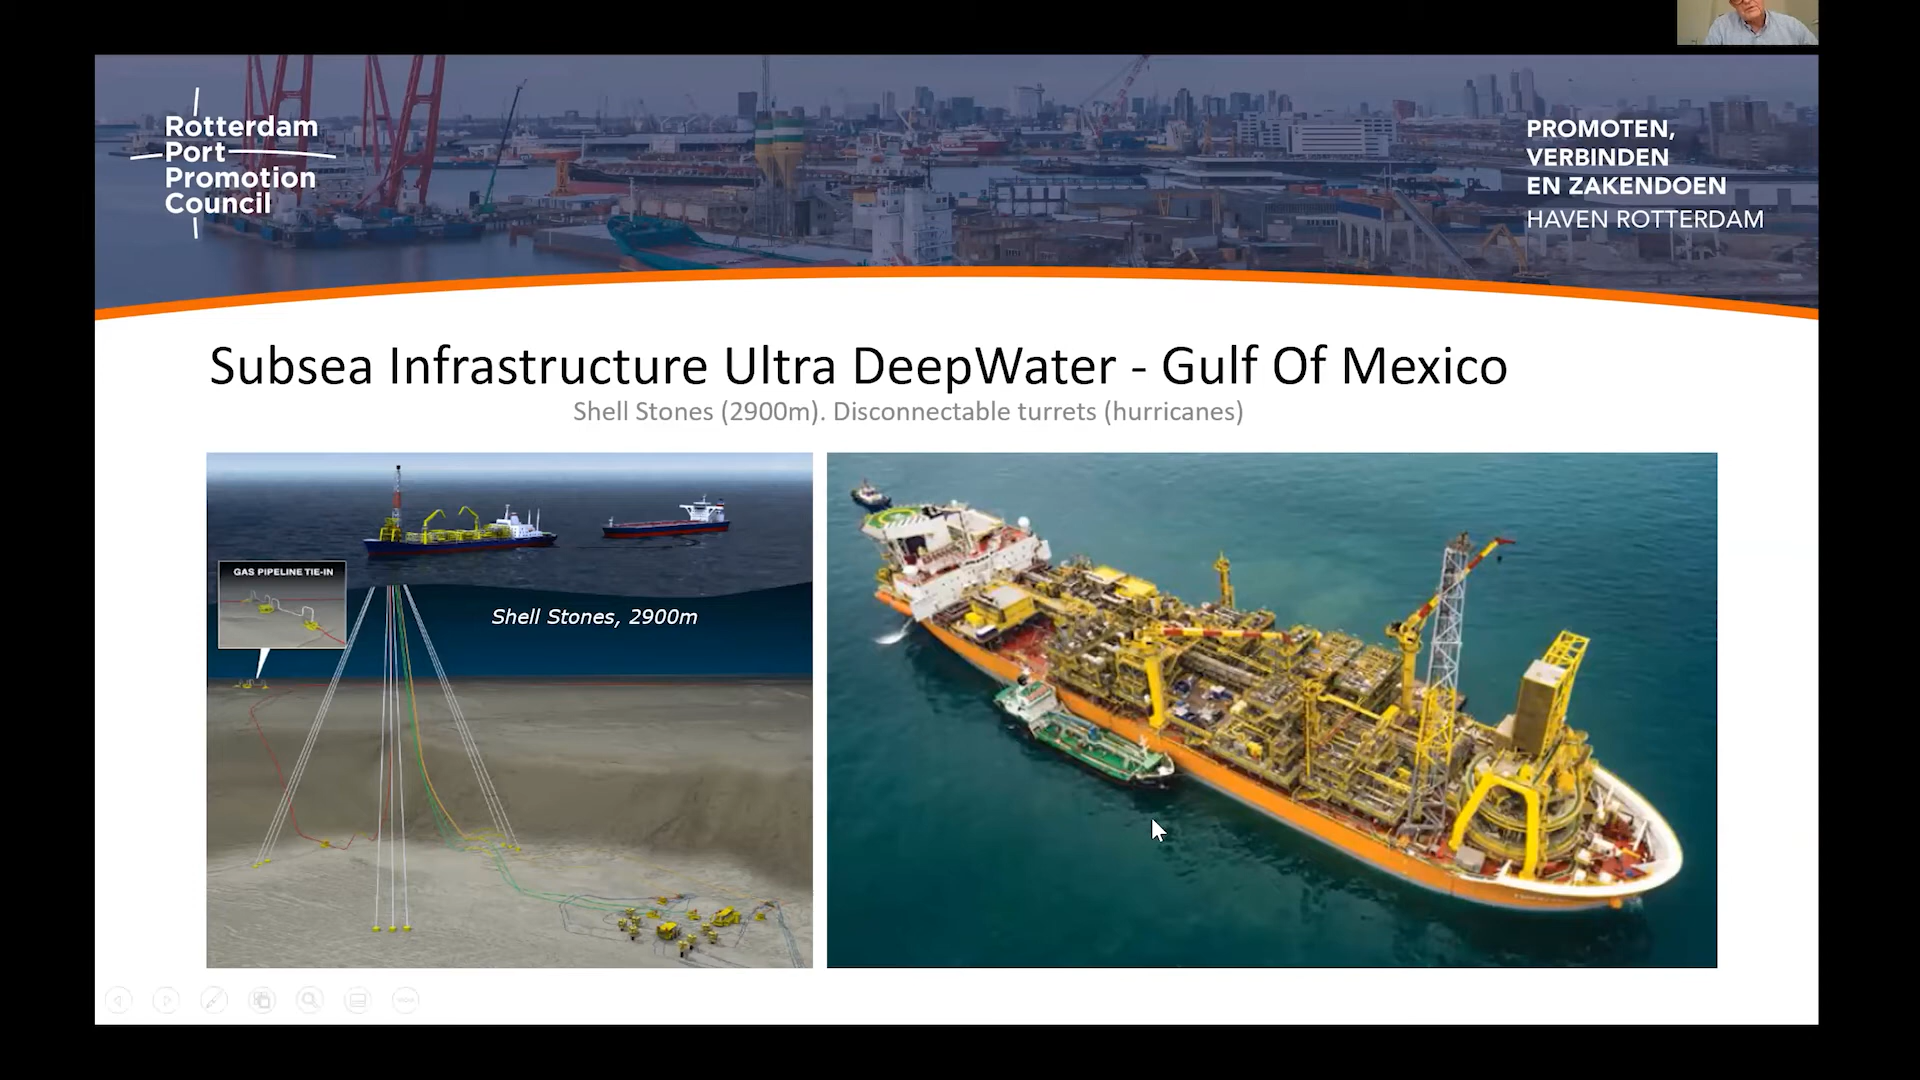 Rotterdam
Port
Promotion
Council
PROMOTEN,
VERBINDEN
EN ZAKENDOEN
HAVEN ROTTERDAM
Subsea Infrastructure Ultra DeepWater - Gulf Of Mexico
Shell Stones (2900m). Disconnectable turrets (hurricanes)
GAS PIPELINE TIE-IN
Shell Stones, 2900m